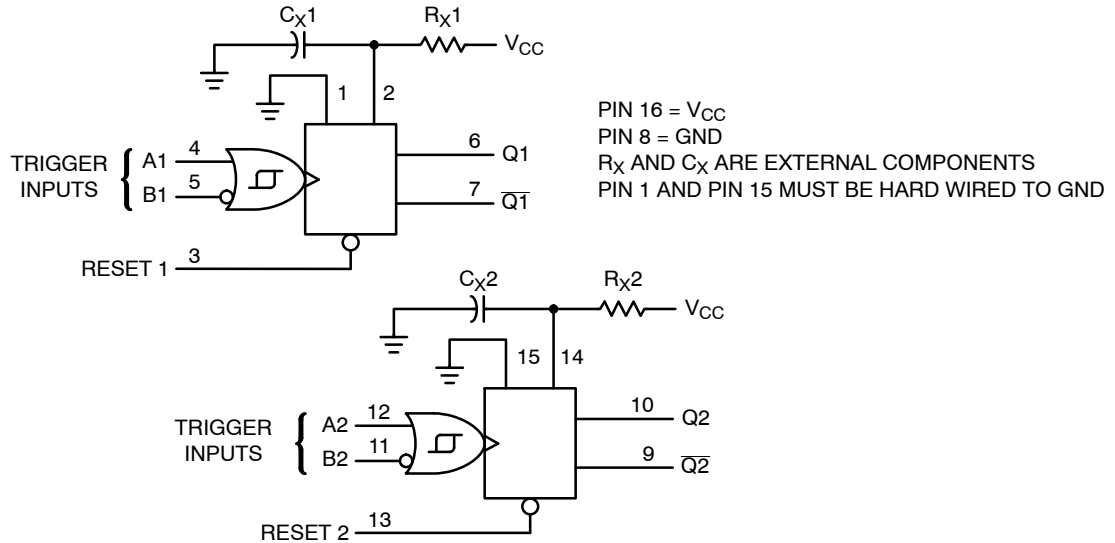 CX1
RX1
VCC
1
2
PIN 16 = VCC
PIN 8 = GND
RX AND CX ARE EXTERNAL COMPONENTS
PIN 1 AND PIN 15 MUST BE HARD WIRED TO GND
TRIGGER
INPUTS
A1
4
B1
5
6
Q1
7
Q1
RESET 1
3
CX2
RX2
VCC
15
14
TRIGGER
INPUTS
A2
12
B2
11
10
Q2
9
Q2
RESET 2
13